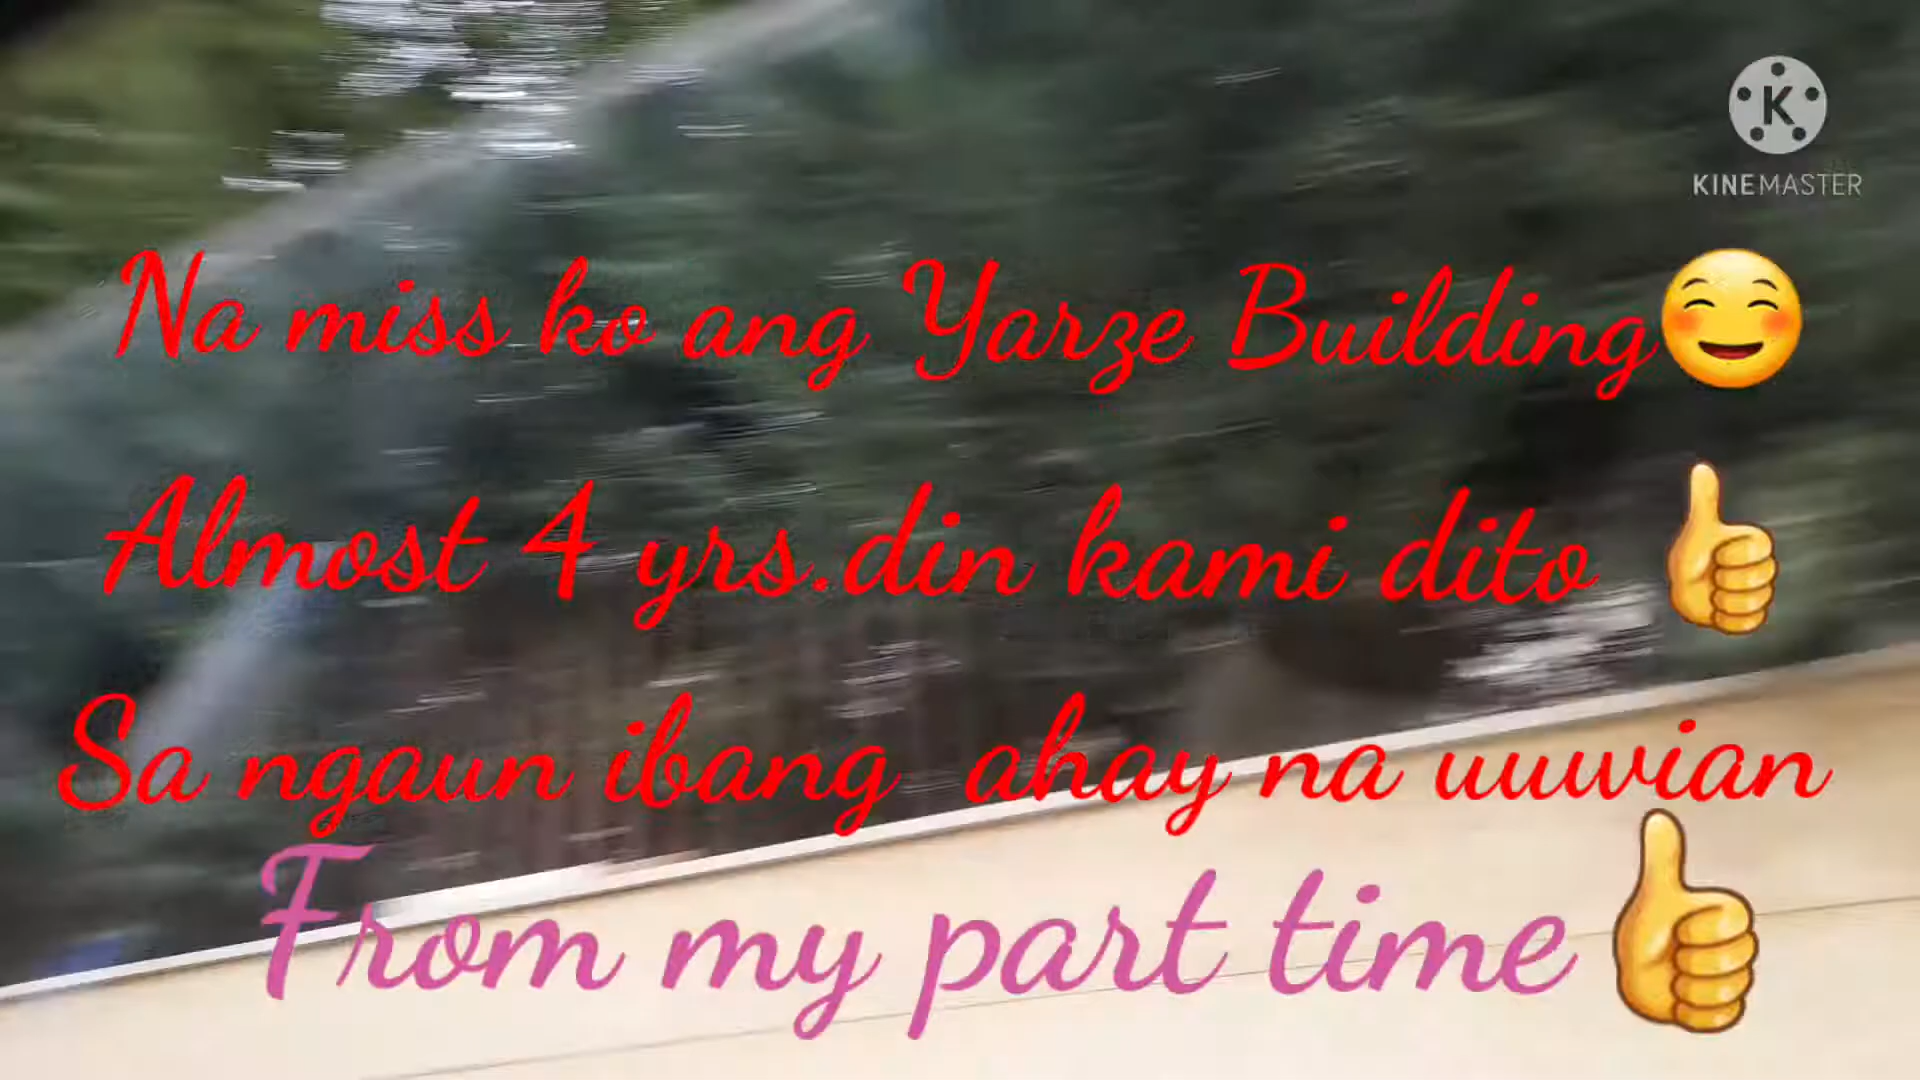 K
KINEMASTER
Na miss ko ang Yarze Building😊
Almost 4 yrs.din kami dito 👍
Sa ngaun ibang ahay na uuwian
From my part time👍